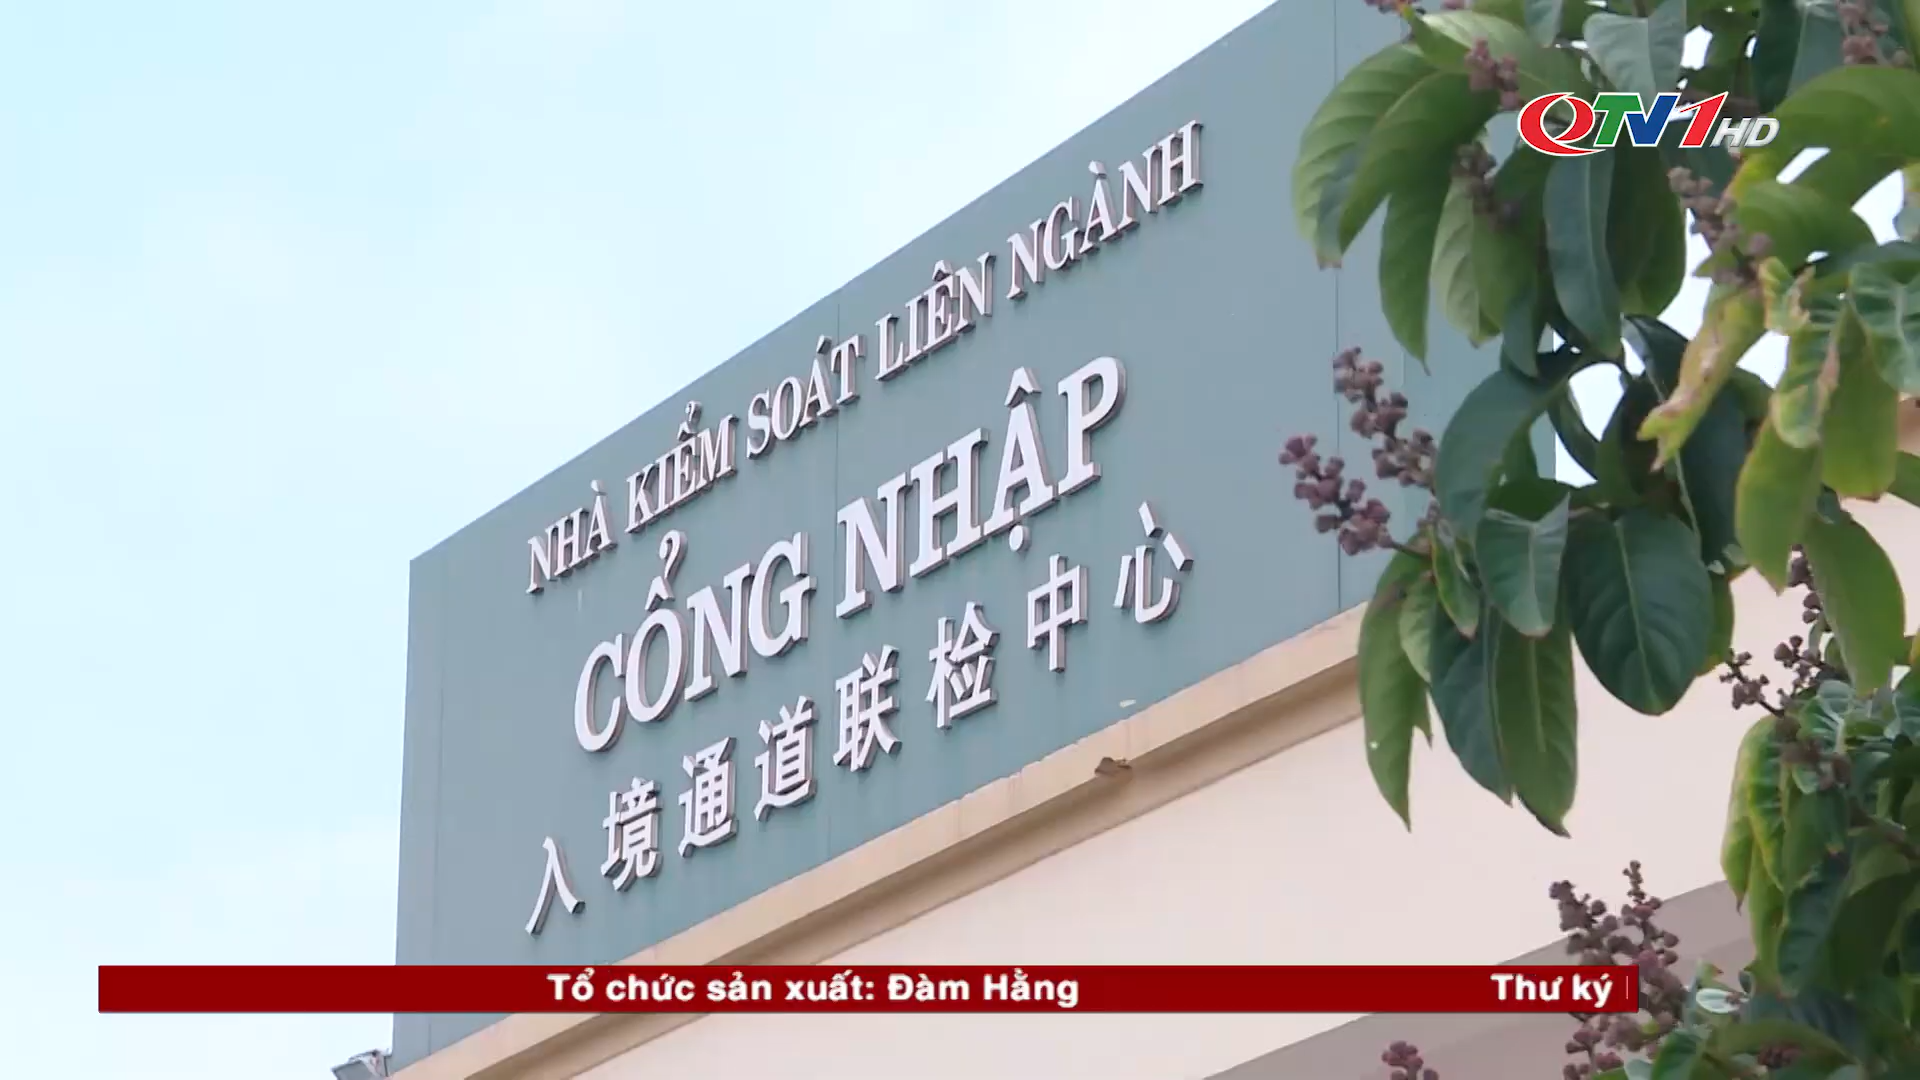 QTV1HD
NHÀ KIỂM SOÁT LIÊN NGÀNH
CỔNG NHẬP
入境通道联检中心
Tổ chức sản xuất: Đàm Hằng
Thư ký